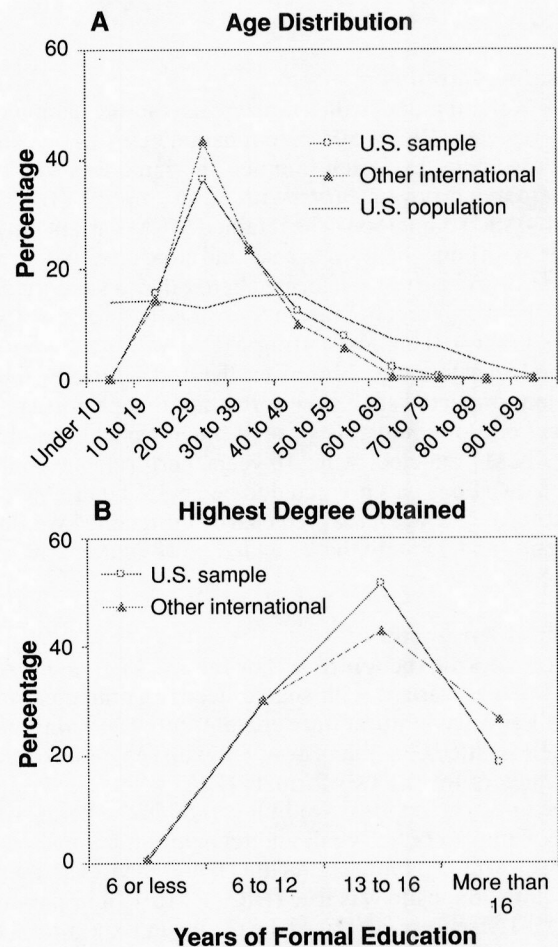 A Age Distribution
60
40
20
0
Percentage
U.S. sample
Other international
U.S. population
Under 10
10 to 19
20 to 29
30 to 39
40 to 49
50 to 59
60 to 69
70 to 79
80 to 89
90 to 99
B Highest Degree Obtained
60
40
20
0
Percentage
U.S. sample
Other international
6 or less
6 to 12
13 to 16
More than
16
Years of Formal Education